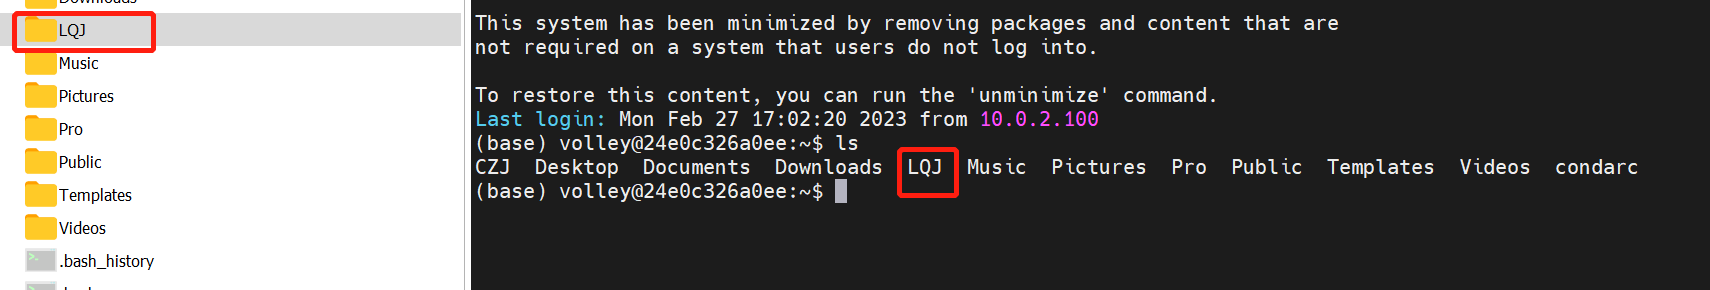 Downloads
LQJ
Music
Pictures
Pro
Public
Templates
Videos
.bash_history
This system has been minimized by removing packages and content that are
not required on a system that users do not log into.
To restore this content, you can run the 'unminimize' command.
Last login: Mon Feb 27 17:02:20 2023 from 10.0.2.100
(base) volley@24e0c326a0ee:~$ ls
CZJ Desktop Documents Downloads LQJ Music Pictures Pro Public Templates Videos condarc
(base) volley@24e0c326a0ee:~$